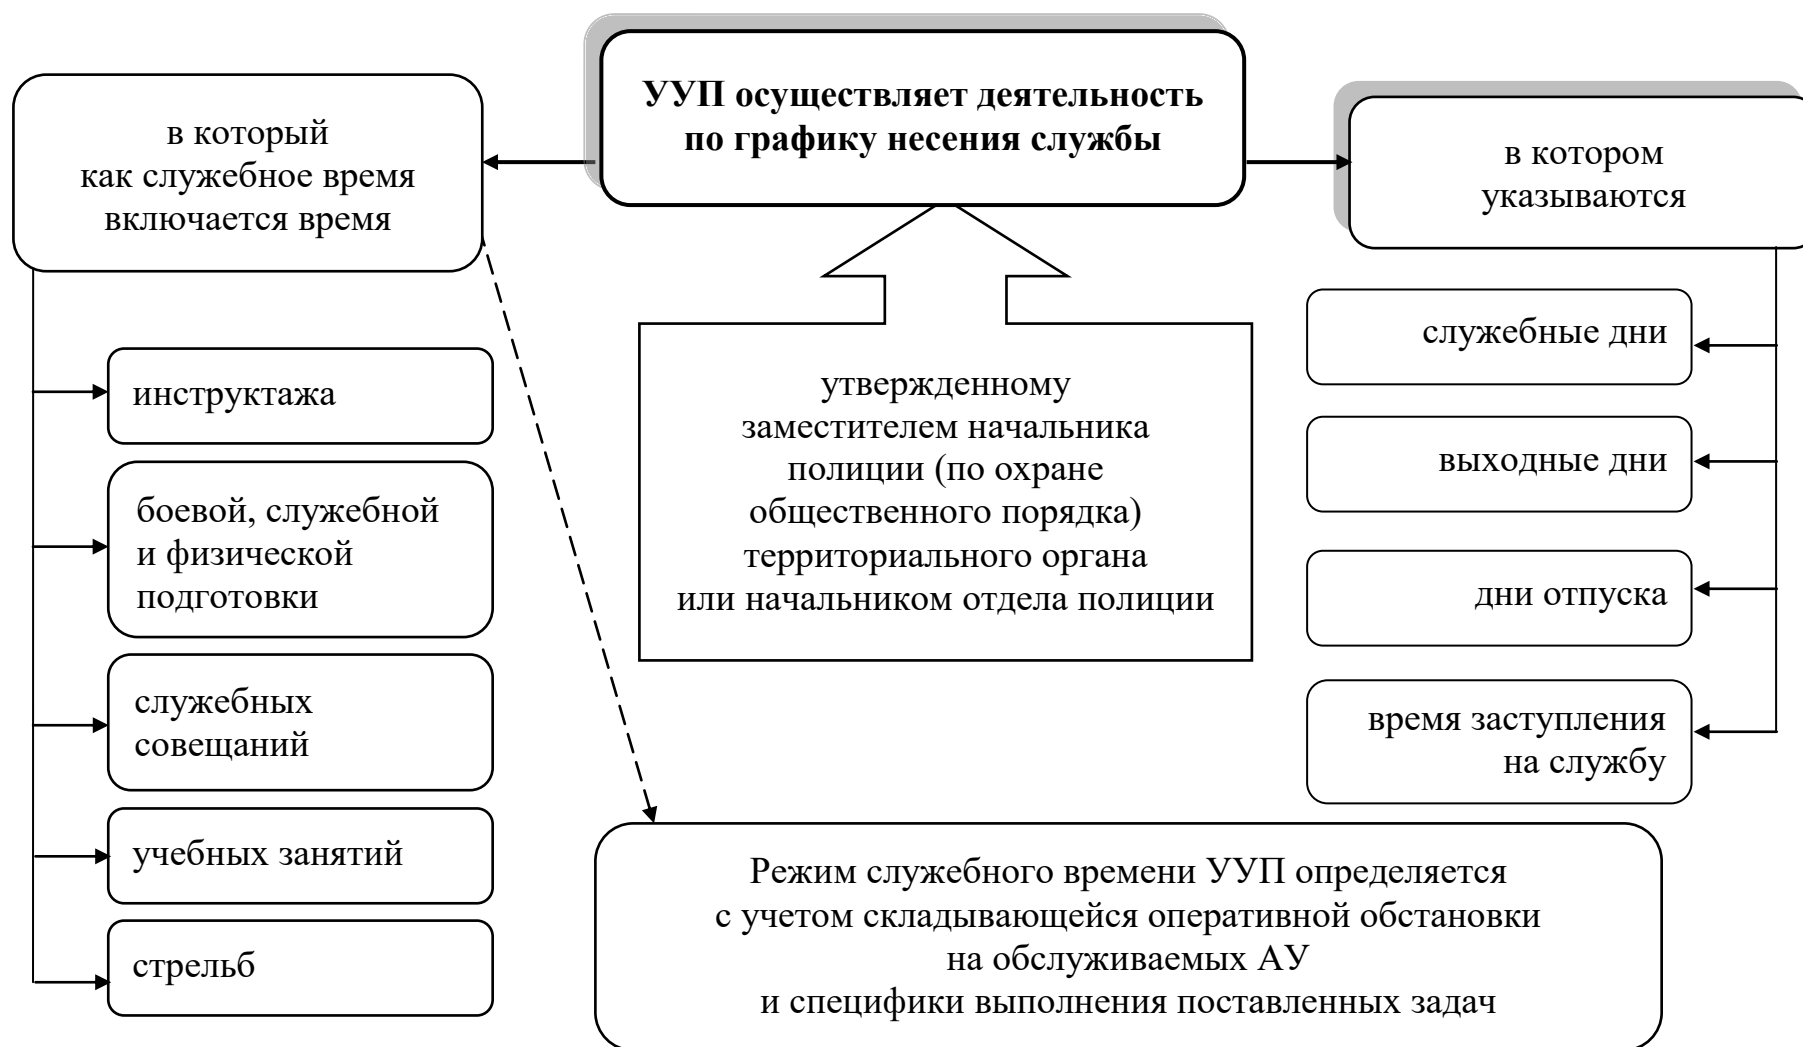 УУП осуществляет деятельность
по графику несения службы
в который
как служебное время
включается время
инструктажа
боевой, служебной
и физической
подготовки
служебных
совещаний
учебных занятий
стрельб
утвержденному
заместителем начальника
полиции (по охране
общественного порядка)
территориального органа
или начальником отдела полиции
в котором
указываются
служебные дни
выходные дни
дни отпуска
время заступления
на службу
Режим служебного времени УУП определяется
с учетом складывающейся оперативной обстановки
на обслуживаемых АУ
и специфики выполнения поставленных задач